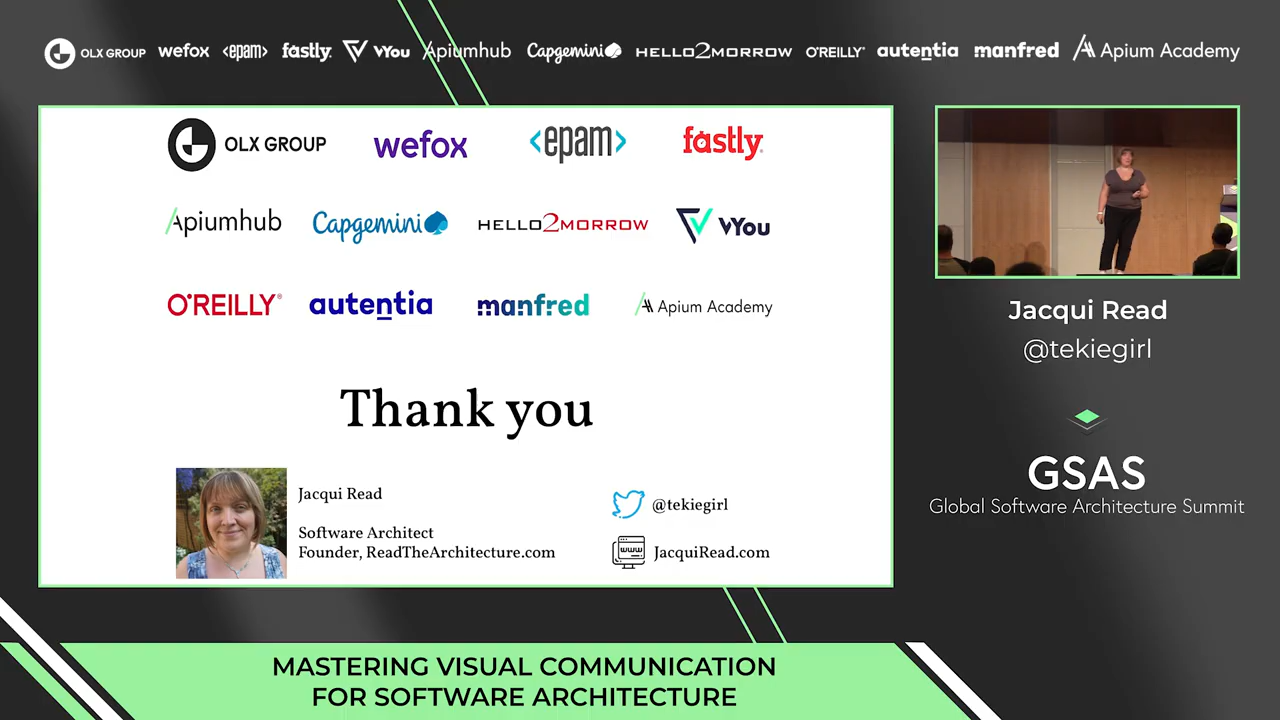 OLX GROUP wefox <epam> fastly. vYou Apiumhub Capgemini HELLO2MORROW O'REILLY® autentia manfred Apium Academy
OLX GROUP wefox <epam> fastly®
Apiumhub Capgemini HELLO2MORROW vYou
O'REILLY® autentia manfred Apium Academy
Thank you
Jacqui Read
Software Architect
Founder, ReadTheArchitecture.com
@tekiegirl
www JacquiRead.com
Jacqui Read
@tekiegirl
GSAS
Global Software Architecture Summit
MASTERING VISUAL COMMUNICATION
FOR SOFTWARE ARCHITECTURE